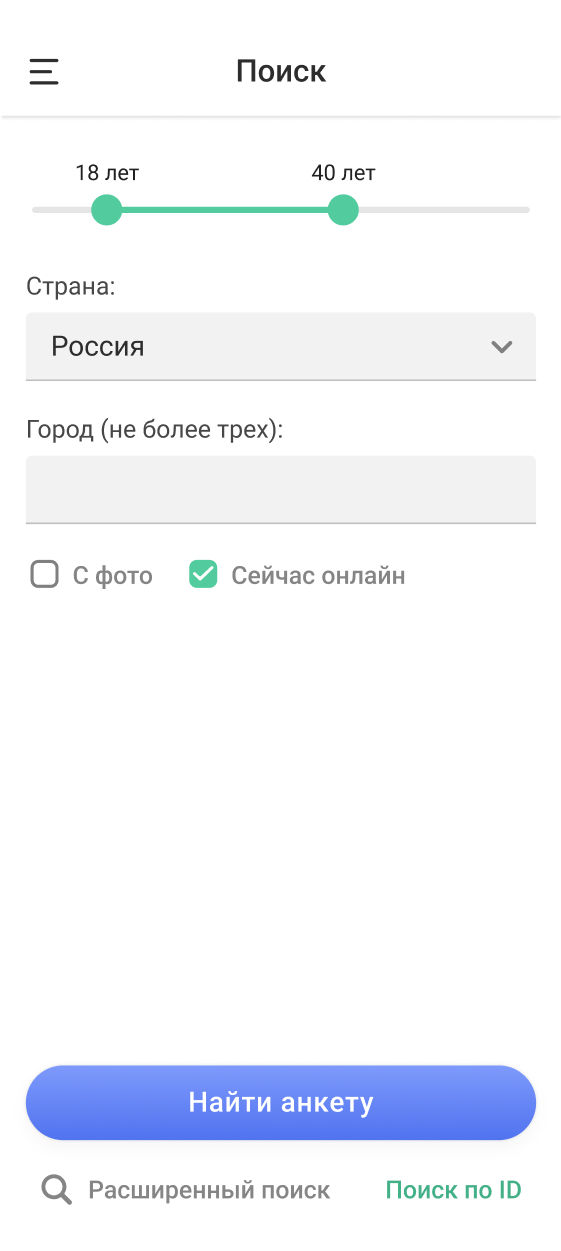 Поиск
18 лет 40 лет
Страна:
Россия
Город (не более трех):
С фото Сейчас онлайн
Найти анкету
Расширенный поиск Поиск по ID